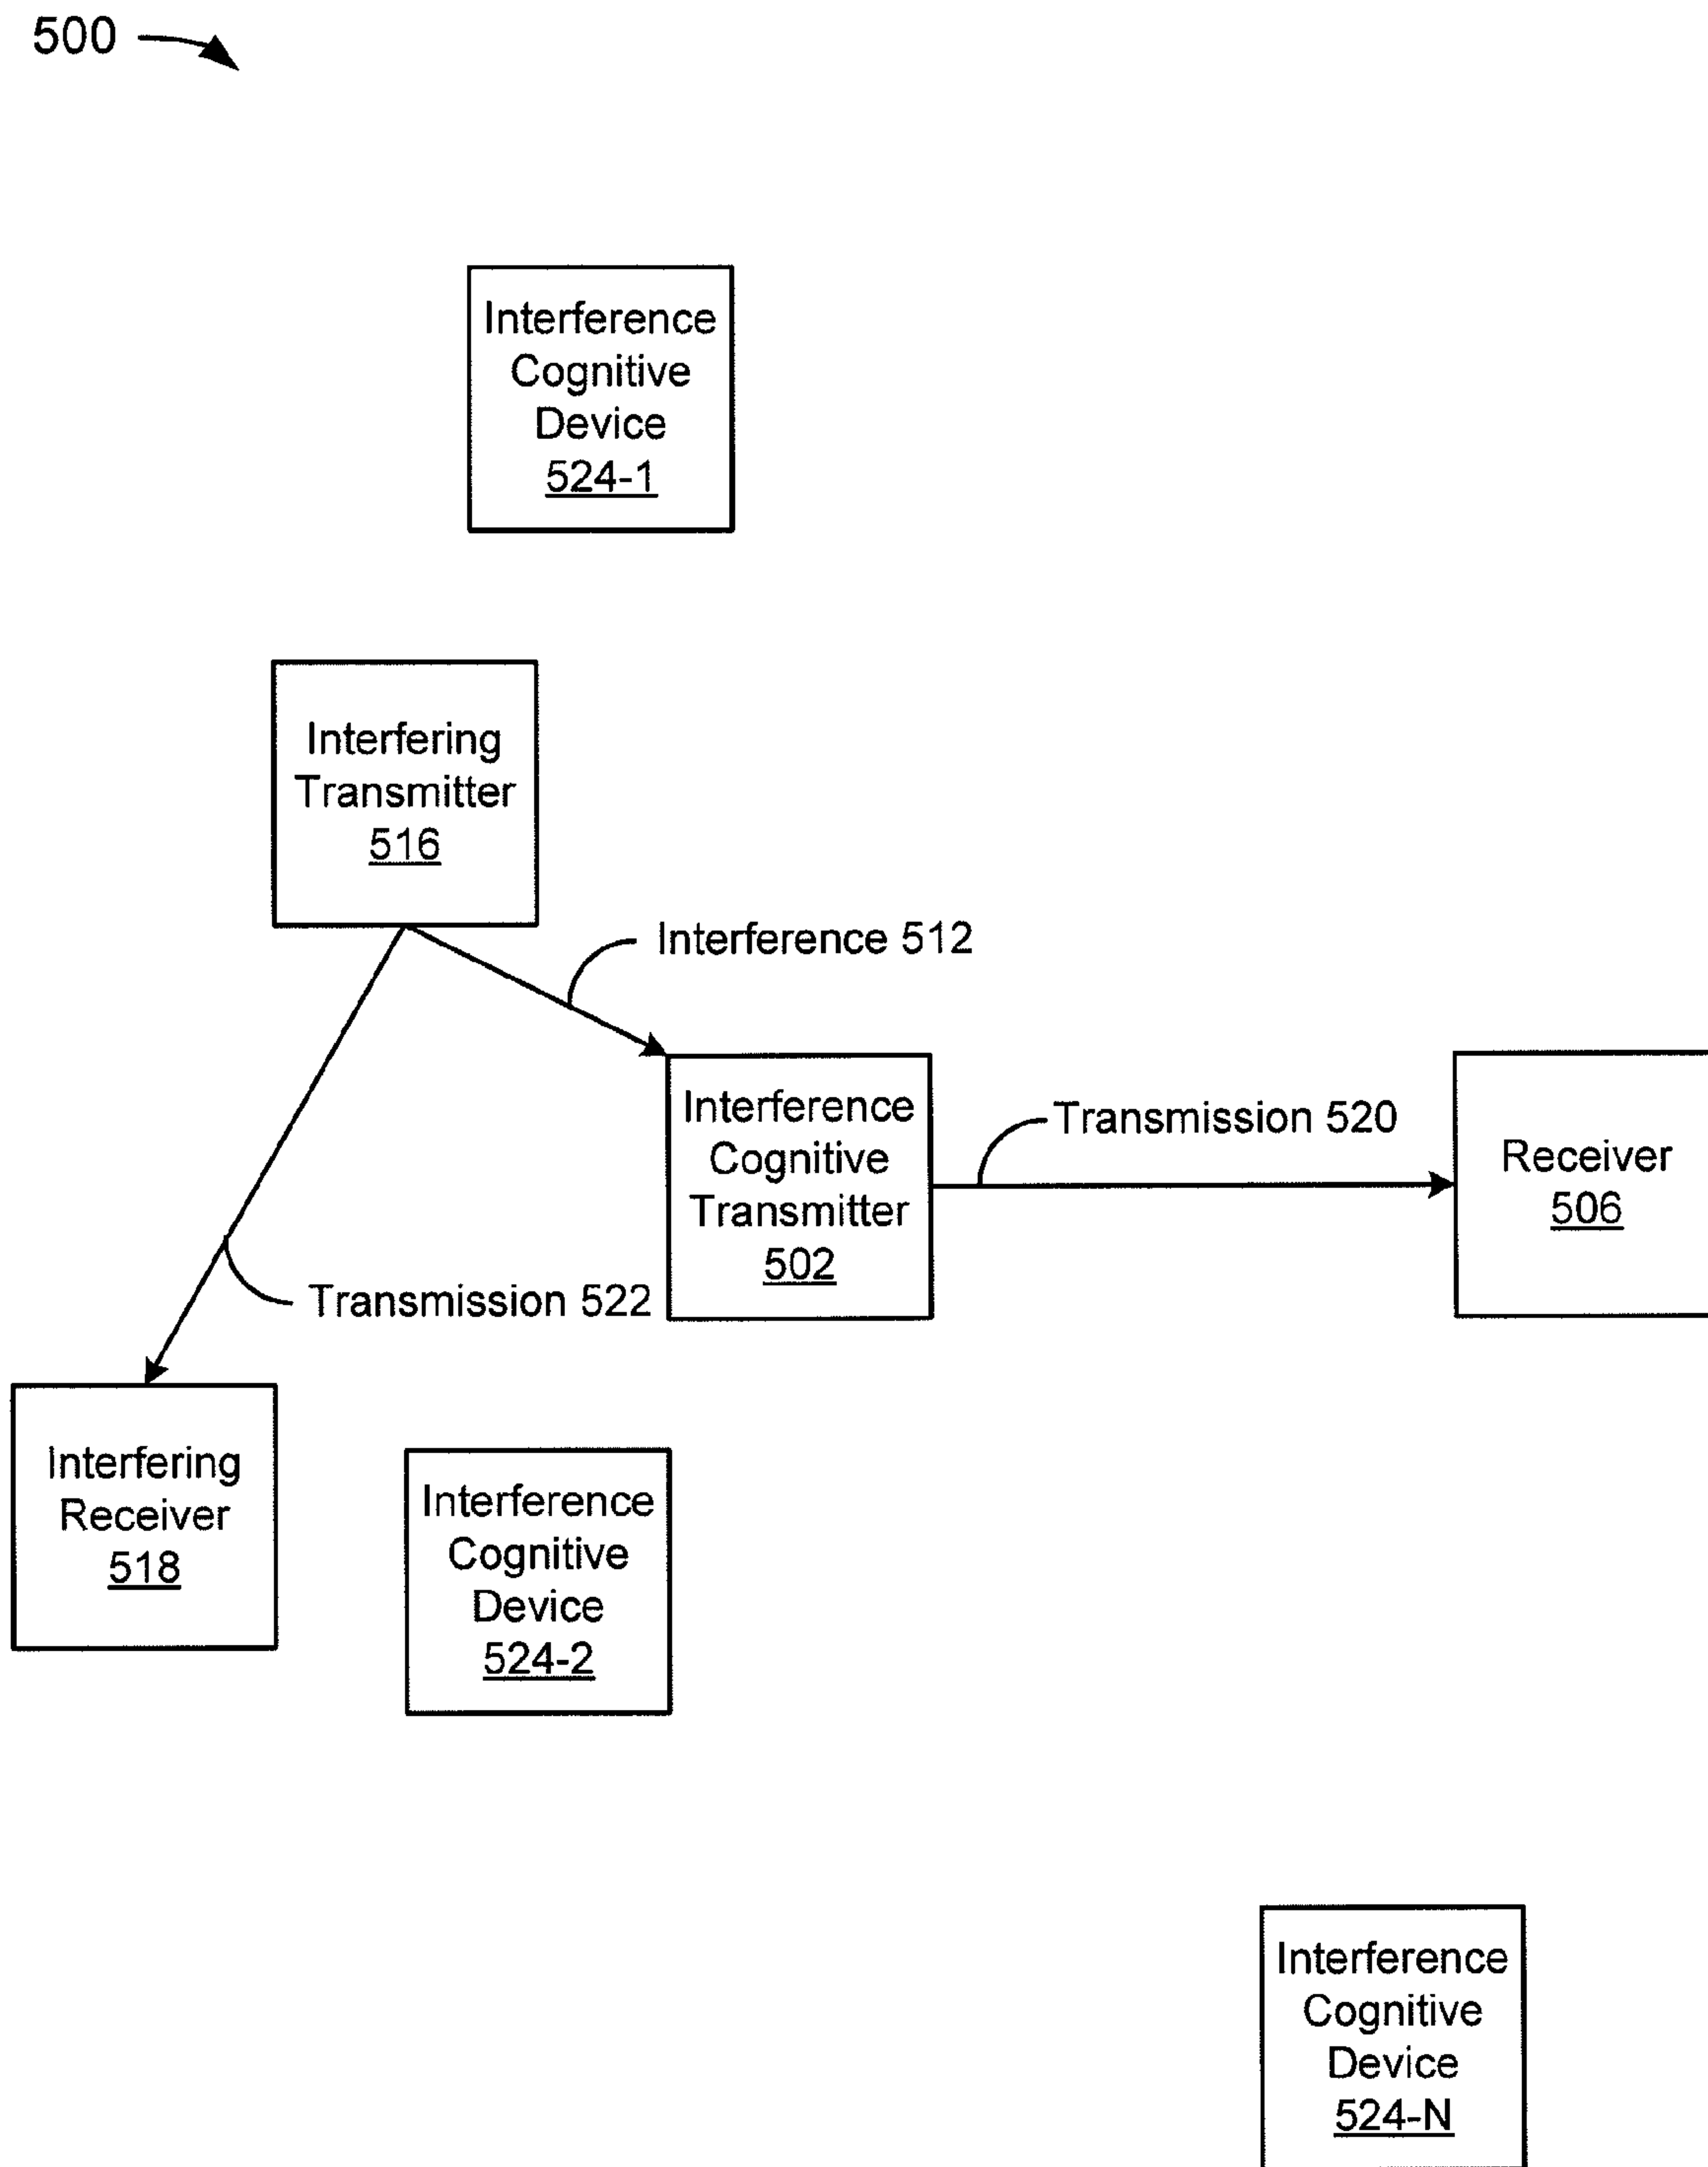 500
Interference
Cognitive
Device
524-1
Interfering
Transmitter
516
Interference 512
Interference
Cognitive
Transmitter
502
Transmission 520
Receiver
506
Transmission 522
Interfering
Receiver
518
Interference
Cognitive
Device
524-2
Interference
Cognitive
Device
524-N